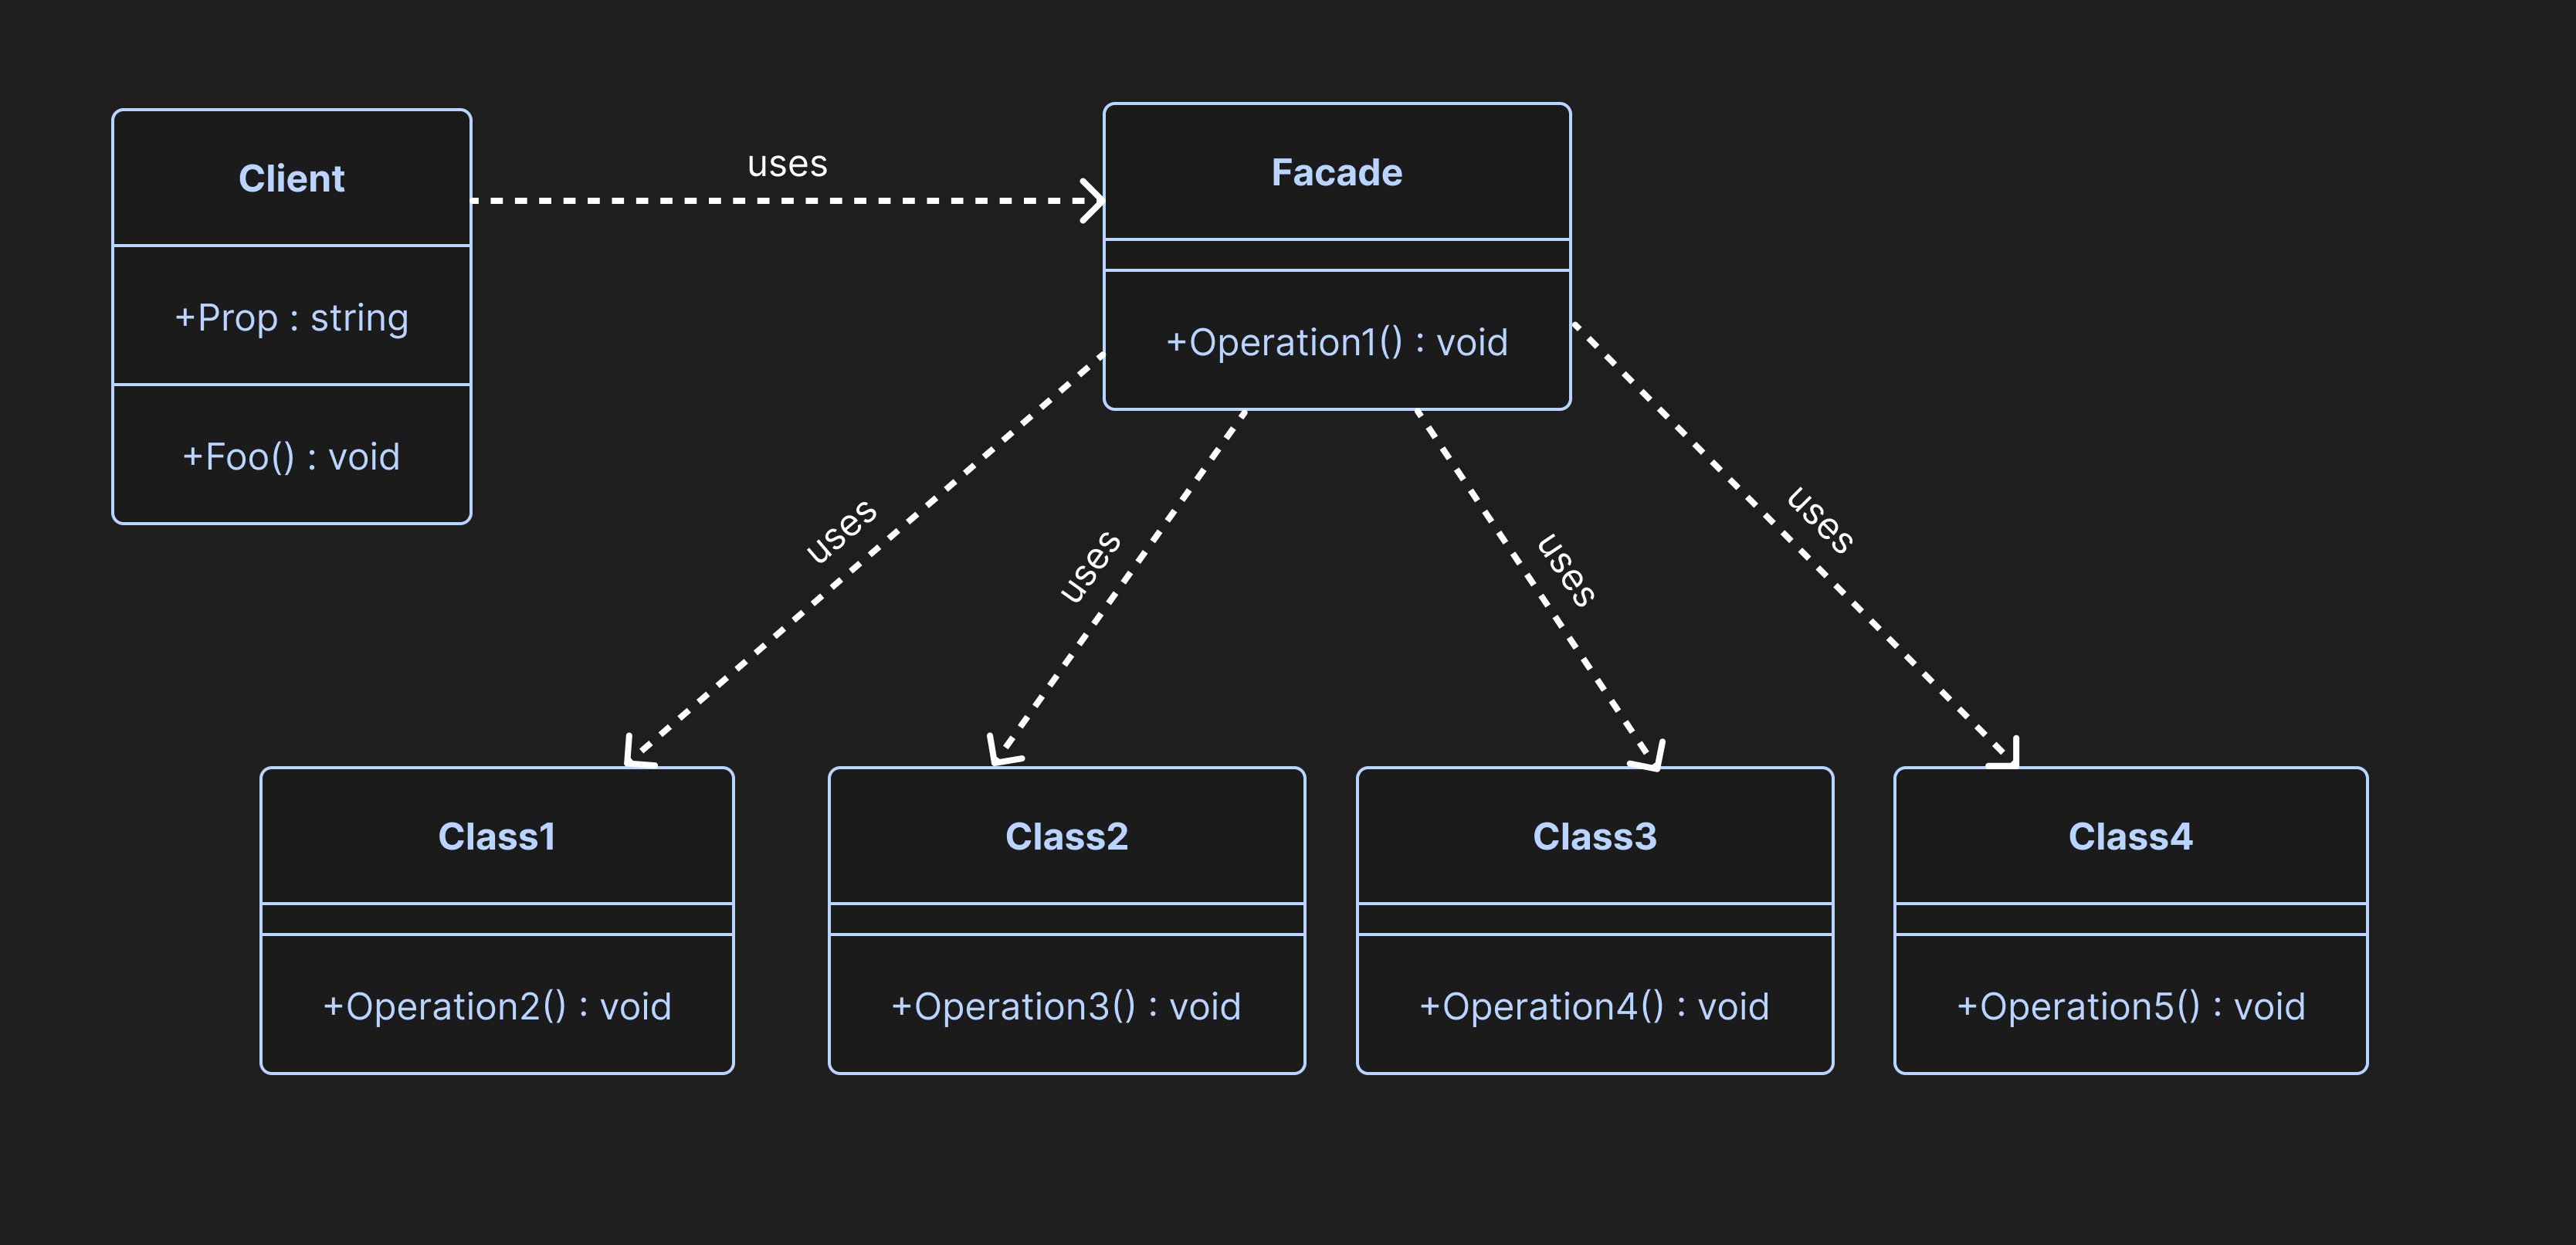 Client
+Prop : string
+Foo() : void
uses
Facade
+Operation1() : void
uses
uses
uses
uses
Class1
+Operation2() : void
Class2
+Operation3() : void
Class3
+Operation4() : void
Class4
+Operation5() : void